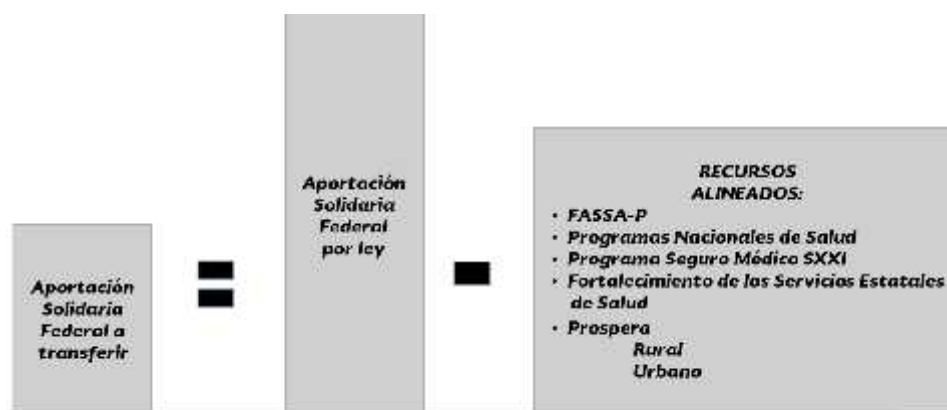 Aportación
Solidaria
Federal a
transferir
Aportación
Solidaria
Federal
por ley
RECURSOS
ALINEADOS:
• FASSA-P
• Programas Nacionales de Salud
• Programa Seguro Médico SXXI
• Fortalecimiento de los Servicios Estatales
de Salud
• Prospera
Rural
Urbano